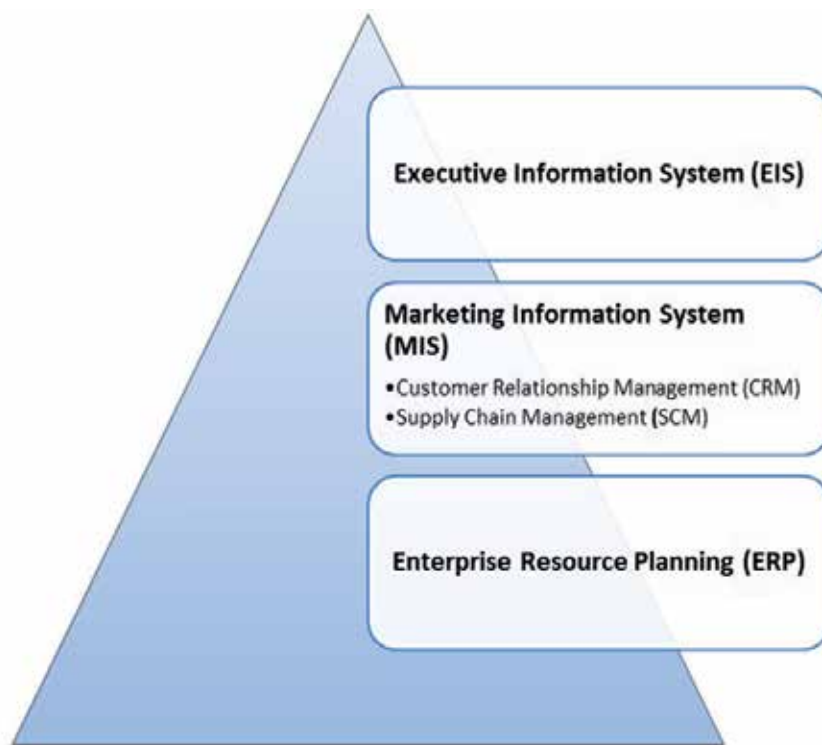 Executive Information System (EIS)
Marketing Information System
(MIS)
•Customer Relationship Management (CRM)
•Supply Chain Management (SCM)
Enterprise Resource Planning (ERP)